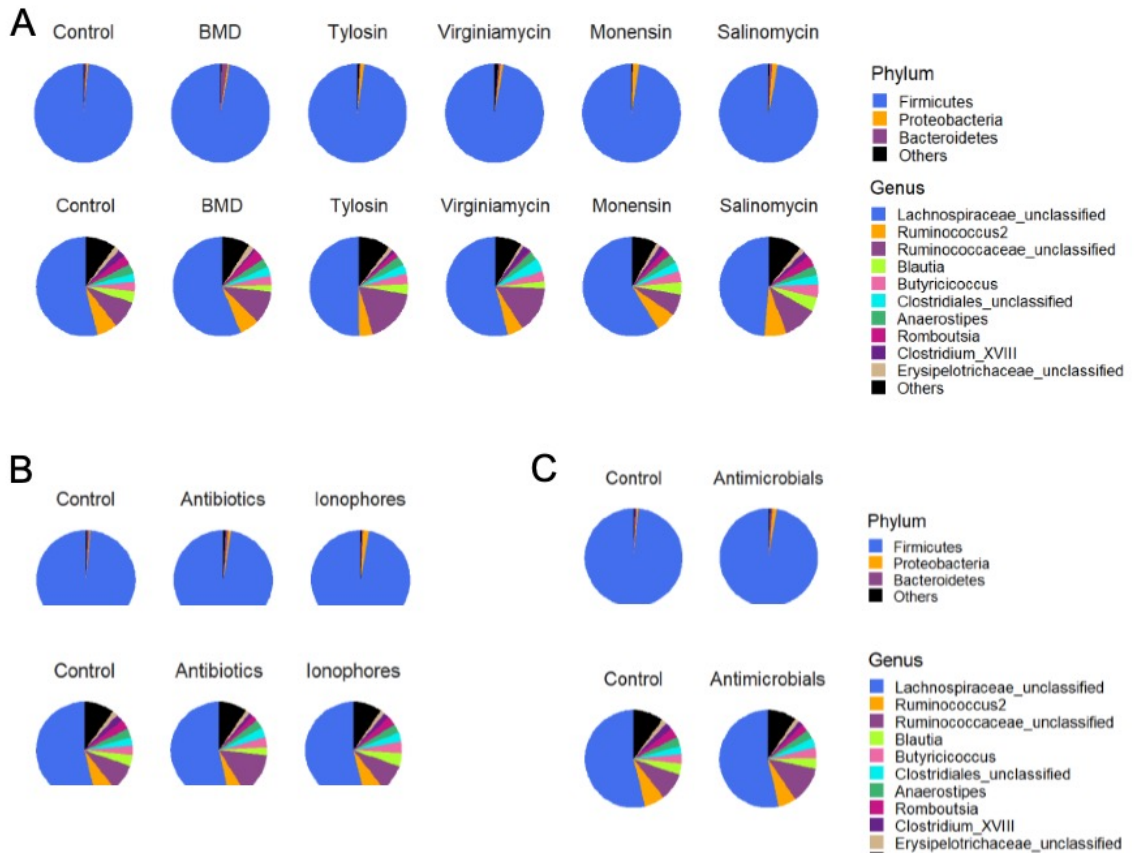 A
Control BMD Tylosin Virginiamycin Monensin Salinomycin
Phylum
Firmicutes
Proteobacteria
Bacteroidetes
Others
Control BMD Tylosin Virginiamycin Monensin Salinomycin
Genus
Lachnospiraceae_unclassified
Ruminococcus2
Ruminococcaceae_unclassified
Blautia
Butyricicoccus
Clostridiales_unclassified
Anaerostipes
Romboutsia
Clostridium_XVIII
Erysipelotrichaceae_unclassified
Others
B
Control Antibiotics Ionophores
Control Antibiotics Ionophores
C
Control Antimicrobials
Phylum
Firmicutes
Proteobacteria
Bacteroidetes
Others
Control Antimicrobials
Genus
Lachnospiraceae_unclassified
Ruminococcus2
Ruminococcaceae_unclassified
Blautia
Butyricicoccus
Clostridiales_unclassified
Anaerostipes
Romboutsia
Clostridium_XVIII
Erysipelotrichaceae_unclassified